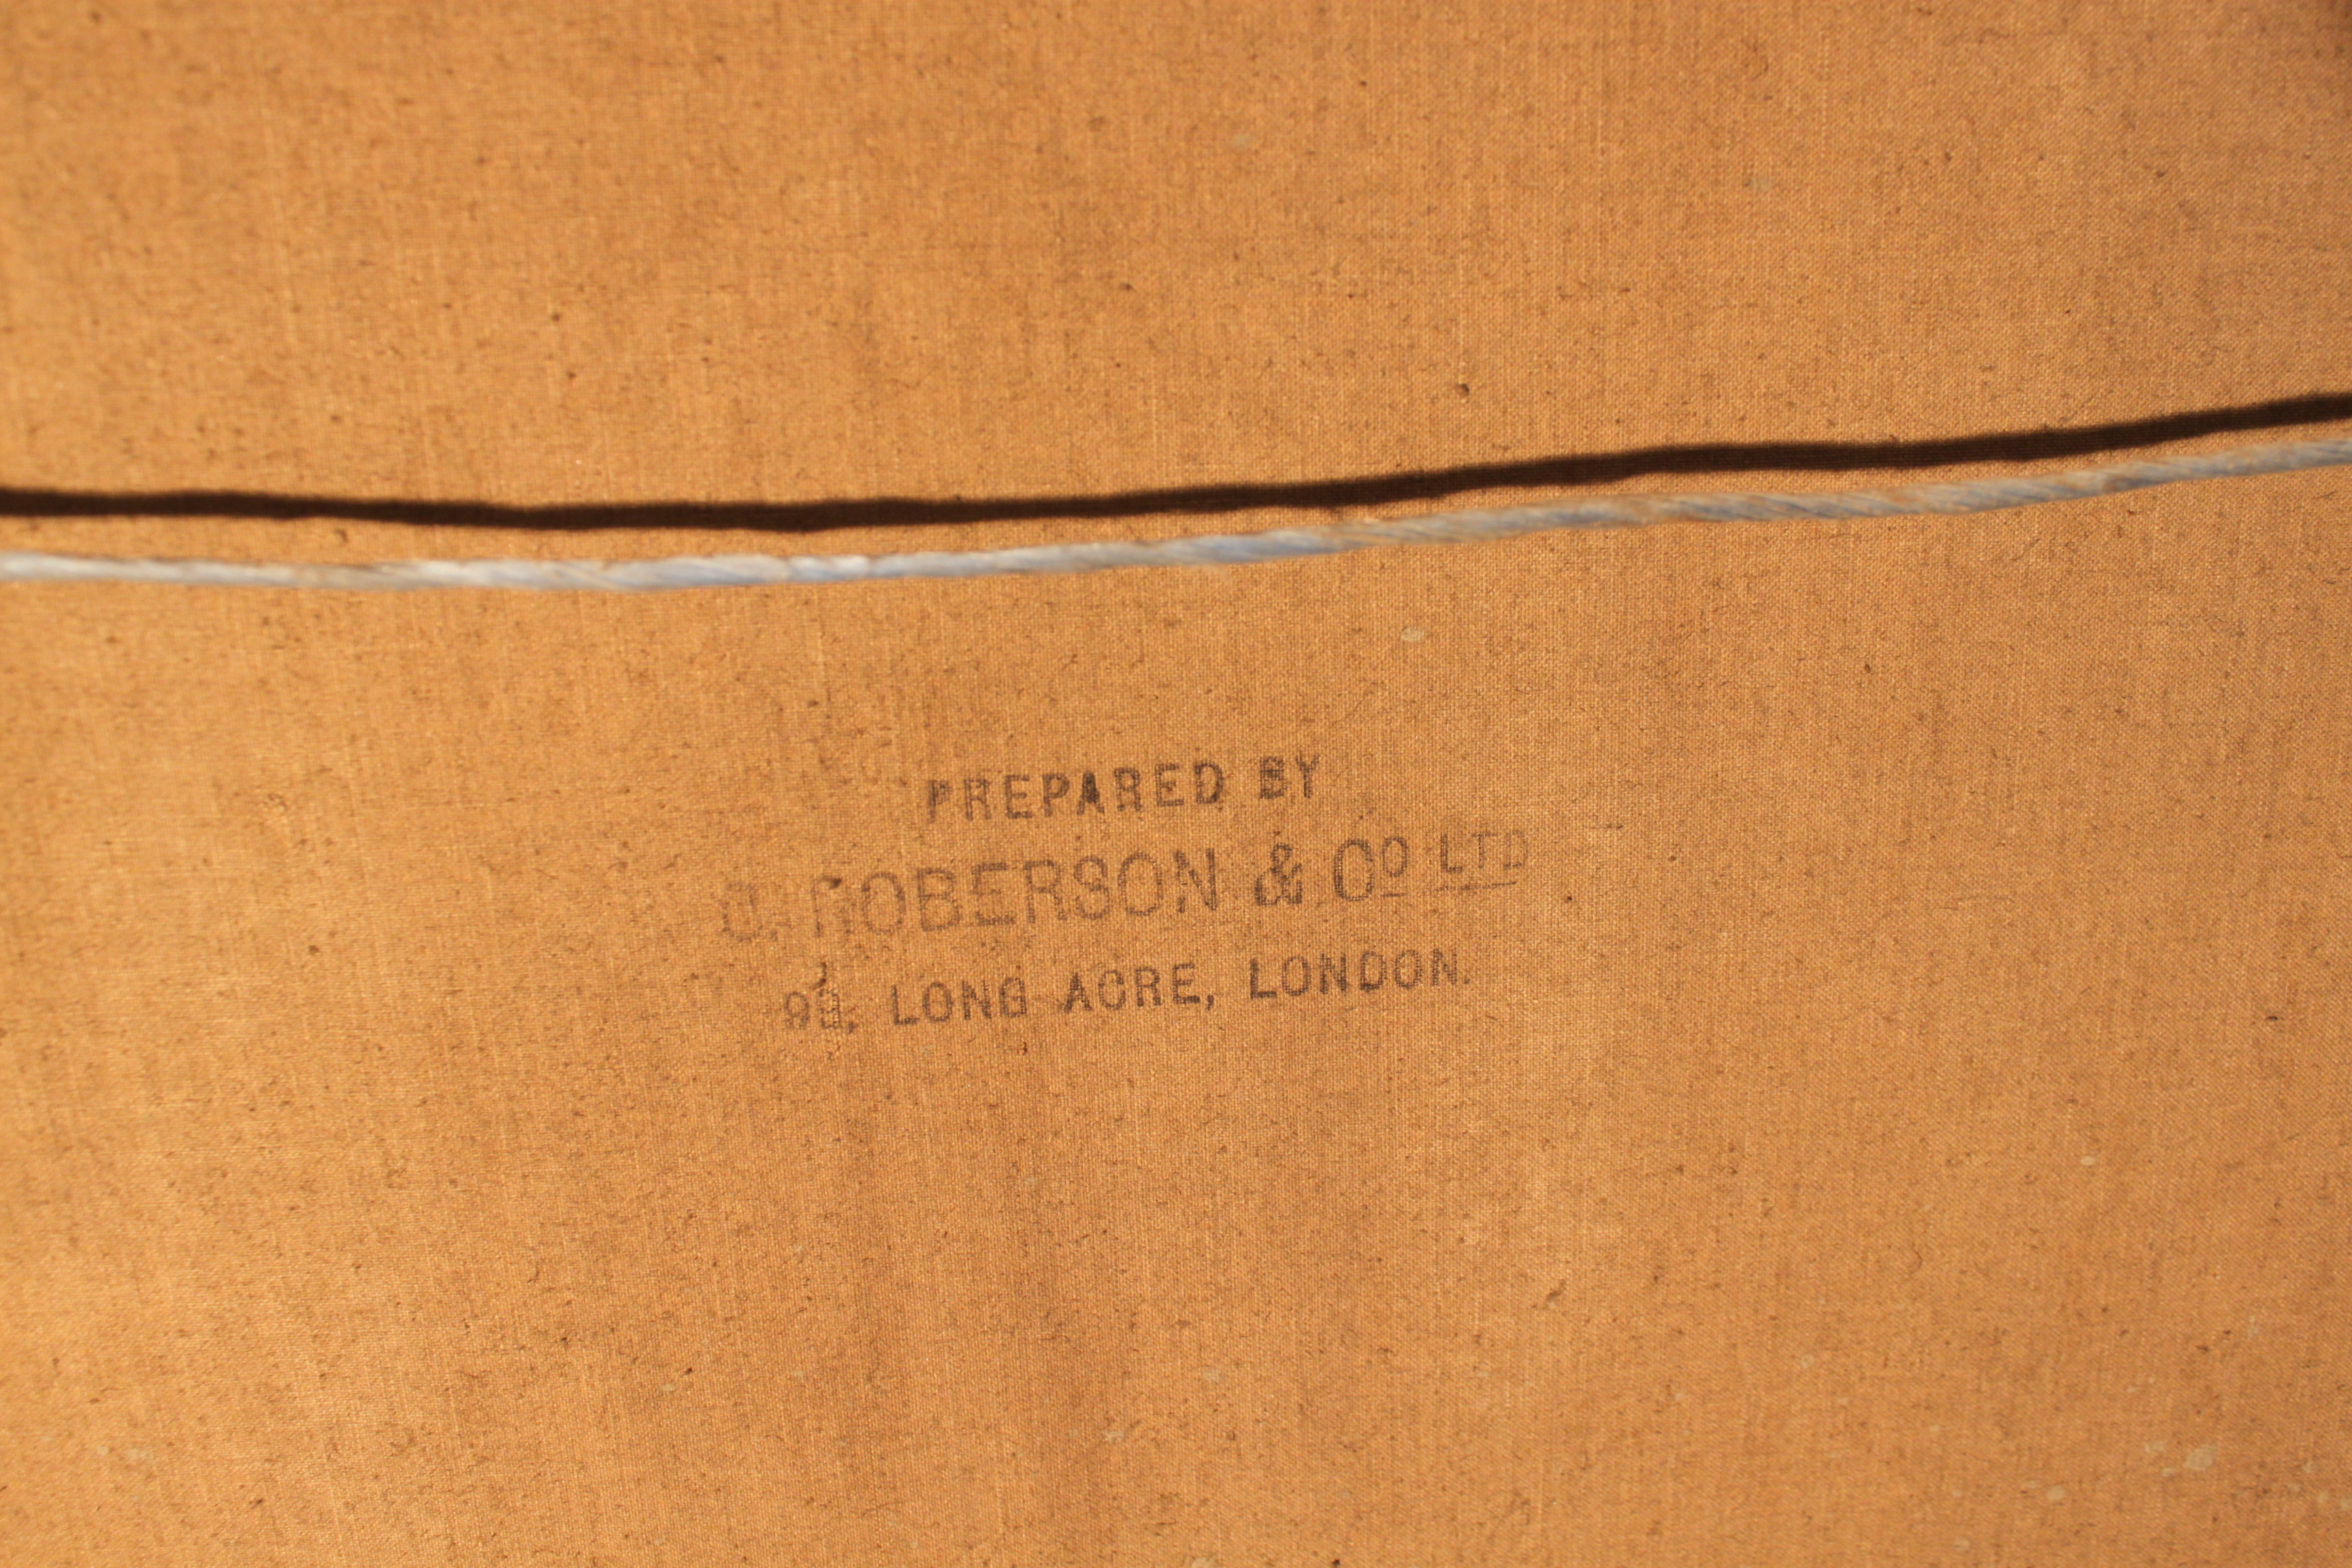 PREPARED BY
C. ROBERSON & Co LTD
LONG ACRE, LONDON.